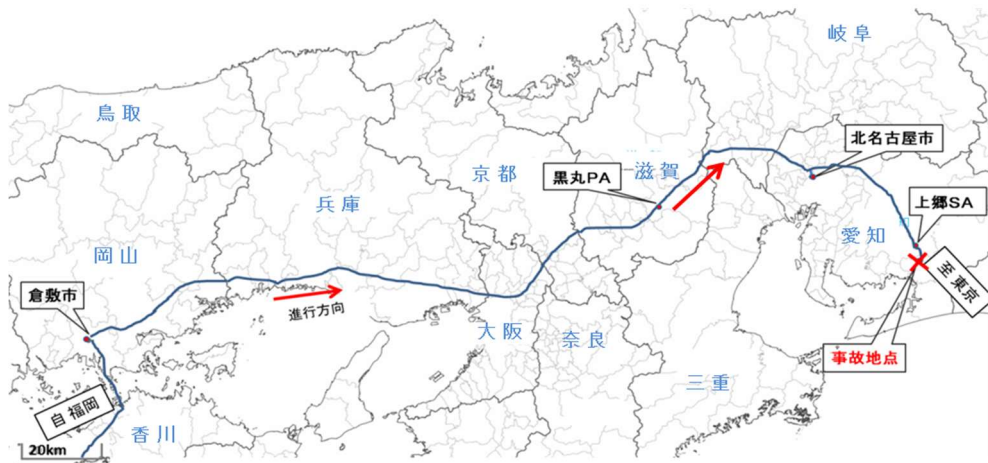 岐阜
鳥取
北名古屋市
京都
滋賀
黒丸PA
兵庫
上郷SA
愛知
岡山
倉敷市
至東京
進行方向
大阪
奈良
事故地点
三重
自福岡
香川
20km